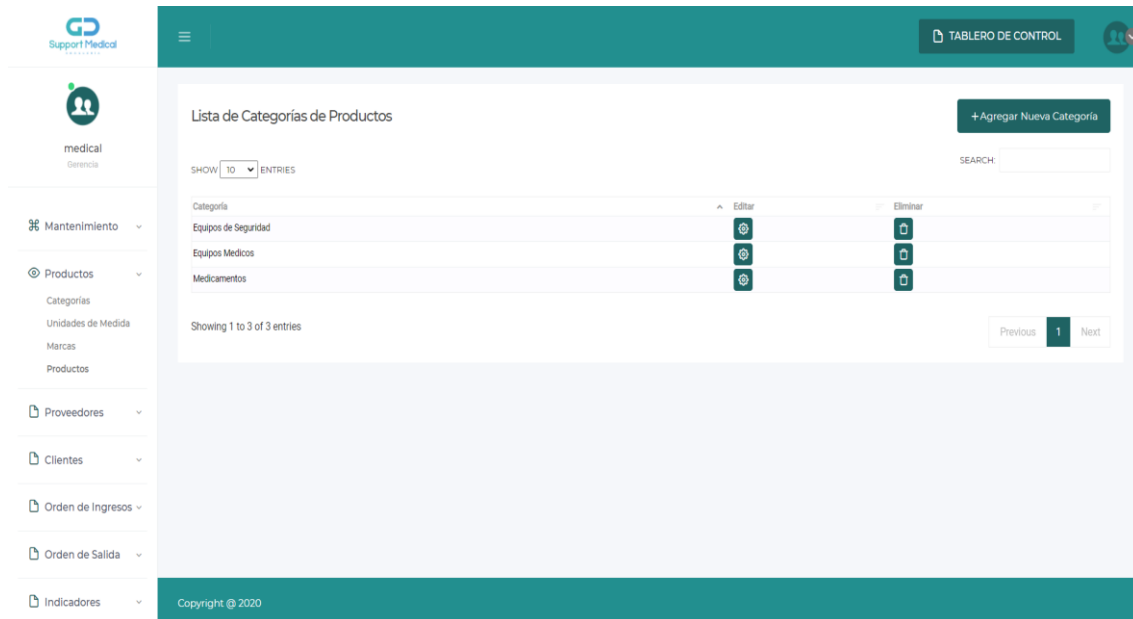 GD
Support Medical
TABLERO DE CONTROL
medical
Gerencia
Mantenimiento
Productos
Categorías
Unidades de Medida
Marcas
Productos
Proveedores
Clientes
Orden de Ingresos
Orden de Salida
Indicadores
Lista de Categorías de Productos
+Agregar Nueva Categoría
SHOW 10 ENTRIES
SEARCH:
Categoría Editar Eliminar
Equipos de Seguridad
Equipos Medicos
Medicamentos
Showing 1 to 3 of 3 entries
Previous 1 Next
Copyright @ 2020